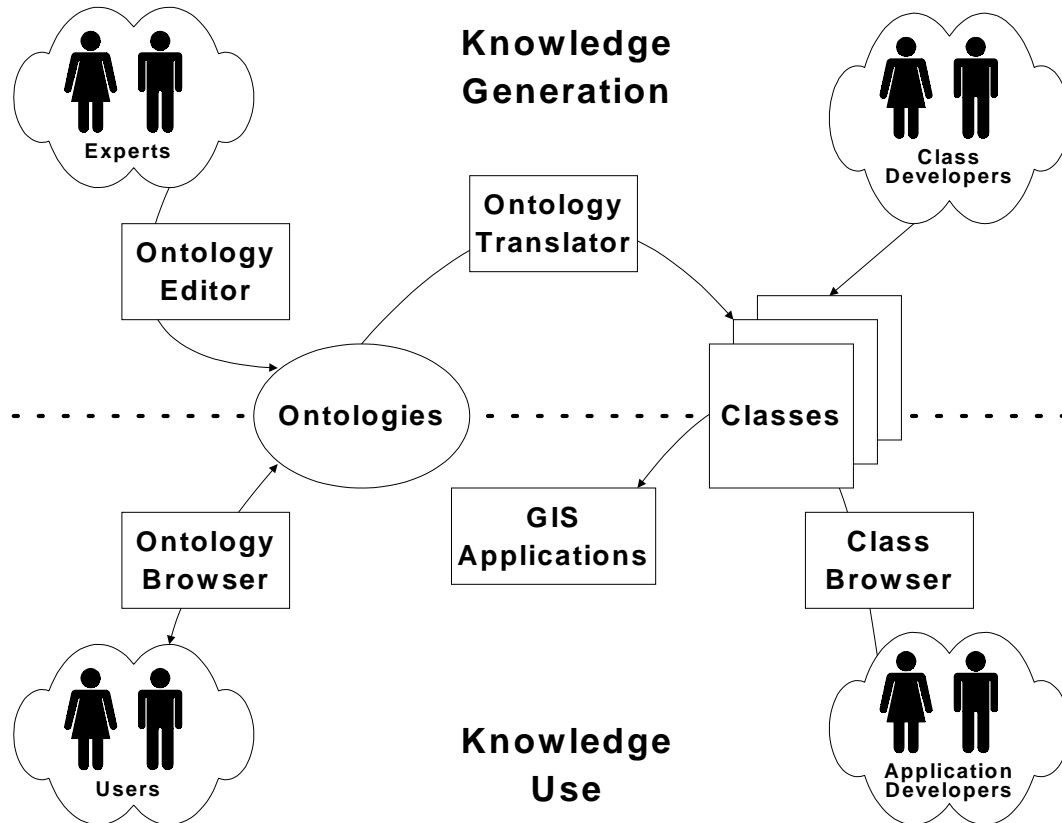 Knowledge
Generation
Experts
Class
Developers
Ontology
Translator
Ontology
Editor
Ontologies
Classes
GIS
Applications
Ontology
Browser
Class
Browser
Users
Knowledge
Use
Application
Developers